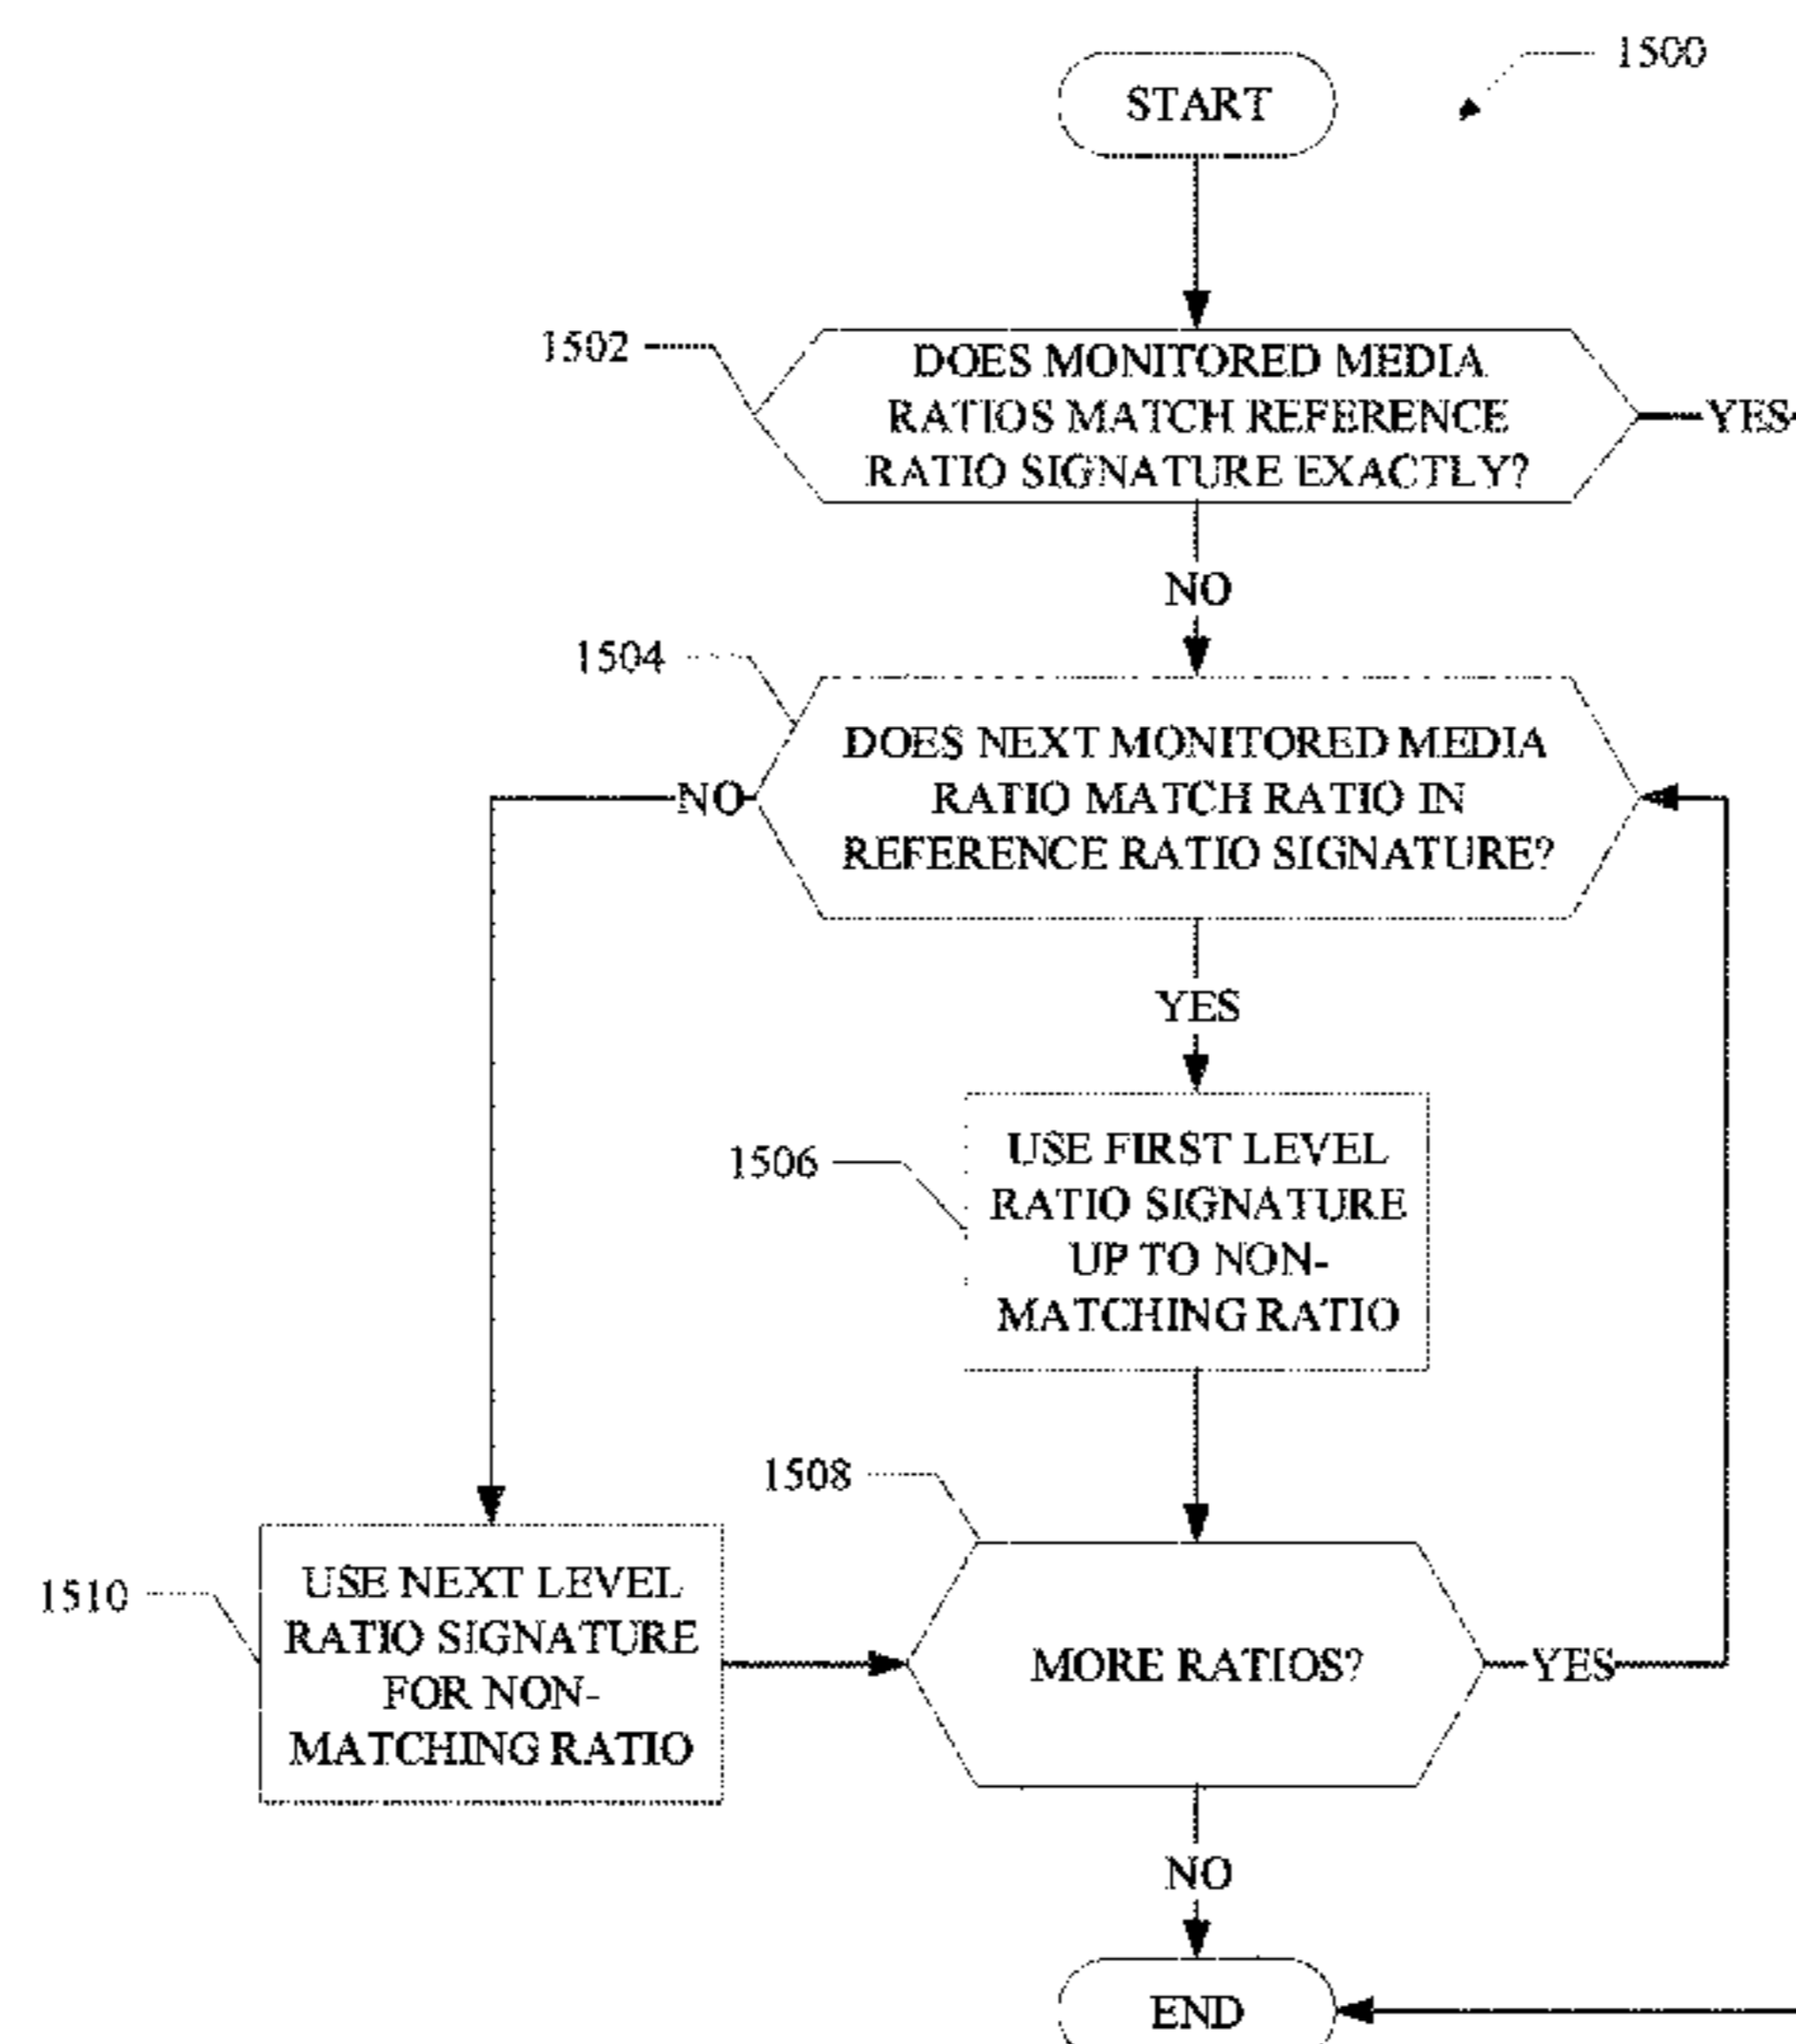 1500
START
1502
DOES MONITORED MEDIA
RATIOS MATCH REFERENCE
RATIO SIGNATURE EXACTLY?
YES
NO
1504
DOES NEXT MONITORED MEDIA
RATIO MATCH RATIO IN
REFERENCE RATIO SIGNATURE?
NO
YES
1506
USE FIRST LEVEL
RATIO SIGNATURE
UP TO NON-
MATCHING RATIO
1508
1510
USE NEXT LEVEL
RATIO SIGNATURE
FOR NON-
MATCHING RATIO
MORE RATIOS?
YES
NO
END